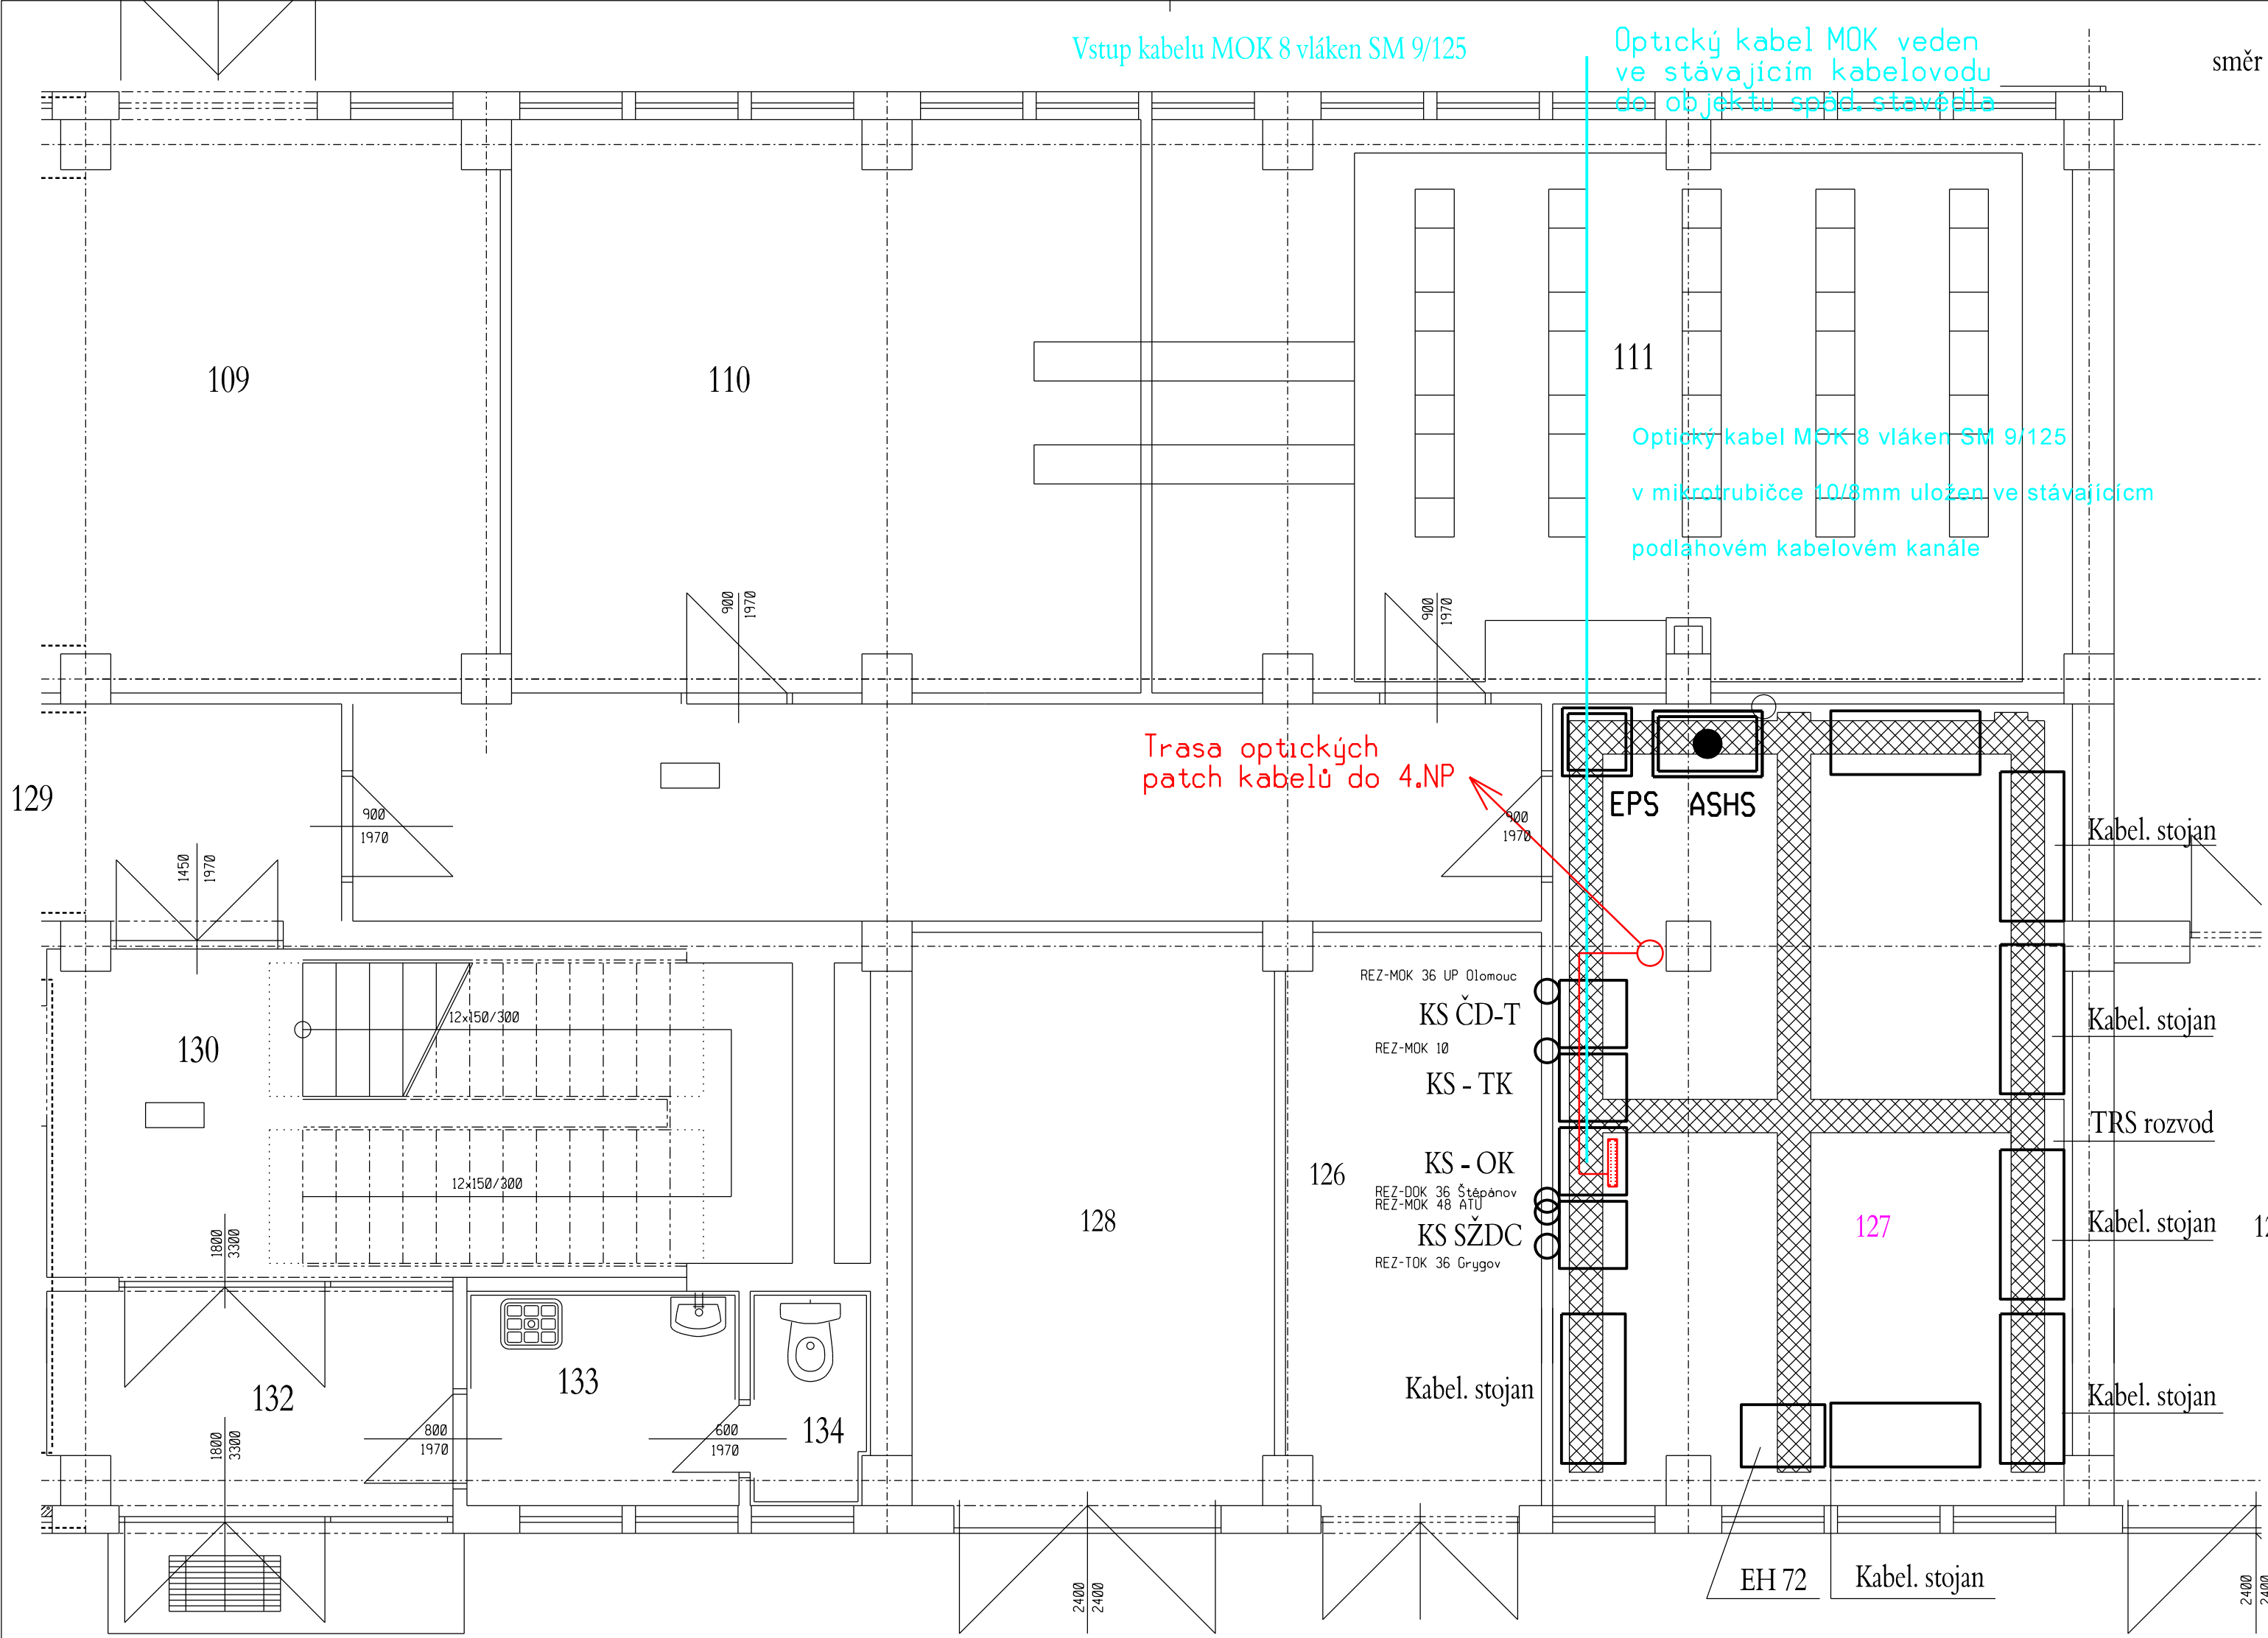 Vstup kabelu MOK 8 vláken SM 9/125
Optický kabel MOK veden
ve stávajícím kabelovodu
do objektu spád. stavědla
směr
109
110
111
Optický kabel MOK 8 vláken SM 9/125
v mikrotrubičce 10/8mm uložen ve stávajícícm
podlahovém kabelovém kanále
900
1970
900
1970
Trasa optických
patch kabelů do 4.NP
EPS
ASHS
129
900
1970
900
1970
1450
1970
Kabel. stojan
REZ-MOK 36 UP Olomouc
KS ČD-T
REZ-MOK 10
KS - TK
KS - OK
REZ-DOK 36 Štěpánov
REZ-MOK 48 ATÚ
KS SŽDC
REZ-TOK 36 Grygov
Kabel. stojan
TRS rozvod
130
12x150/300
12x150/300
126
128
127
Kabel. stojan
1800
3300
132
133
134
Kabel. stojan
Kabel. stojan
800
1970
600
1970
1800
3300
EH 72
Kabel. stojan
2400
2400
2400
2400